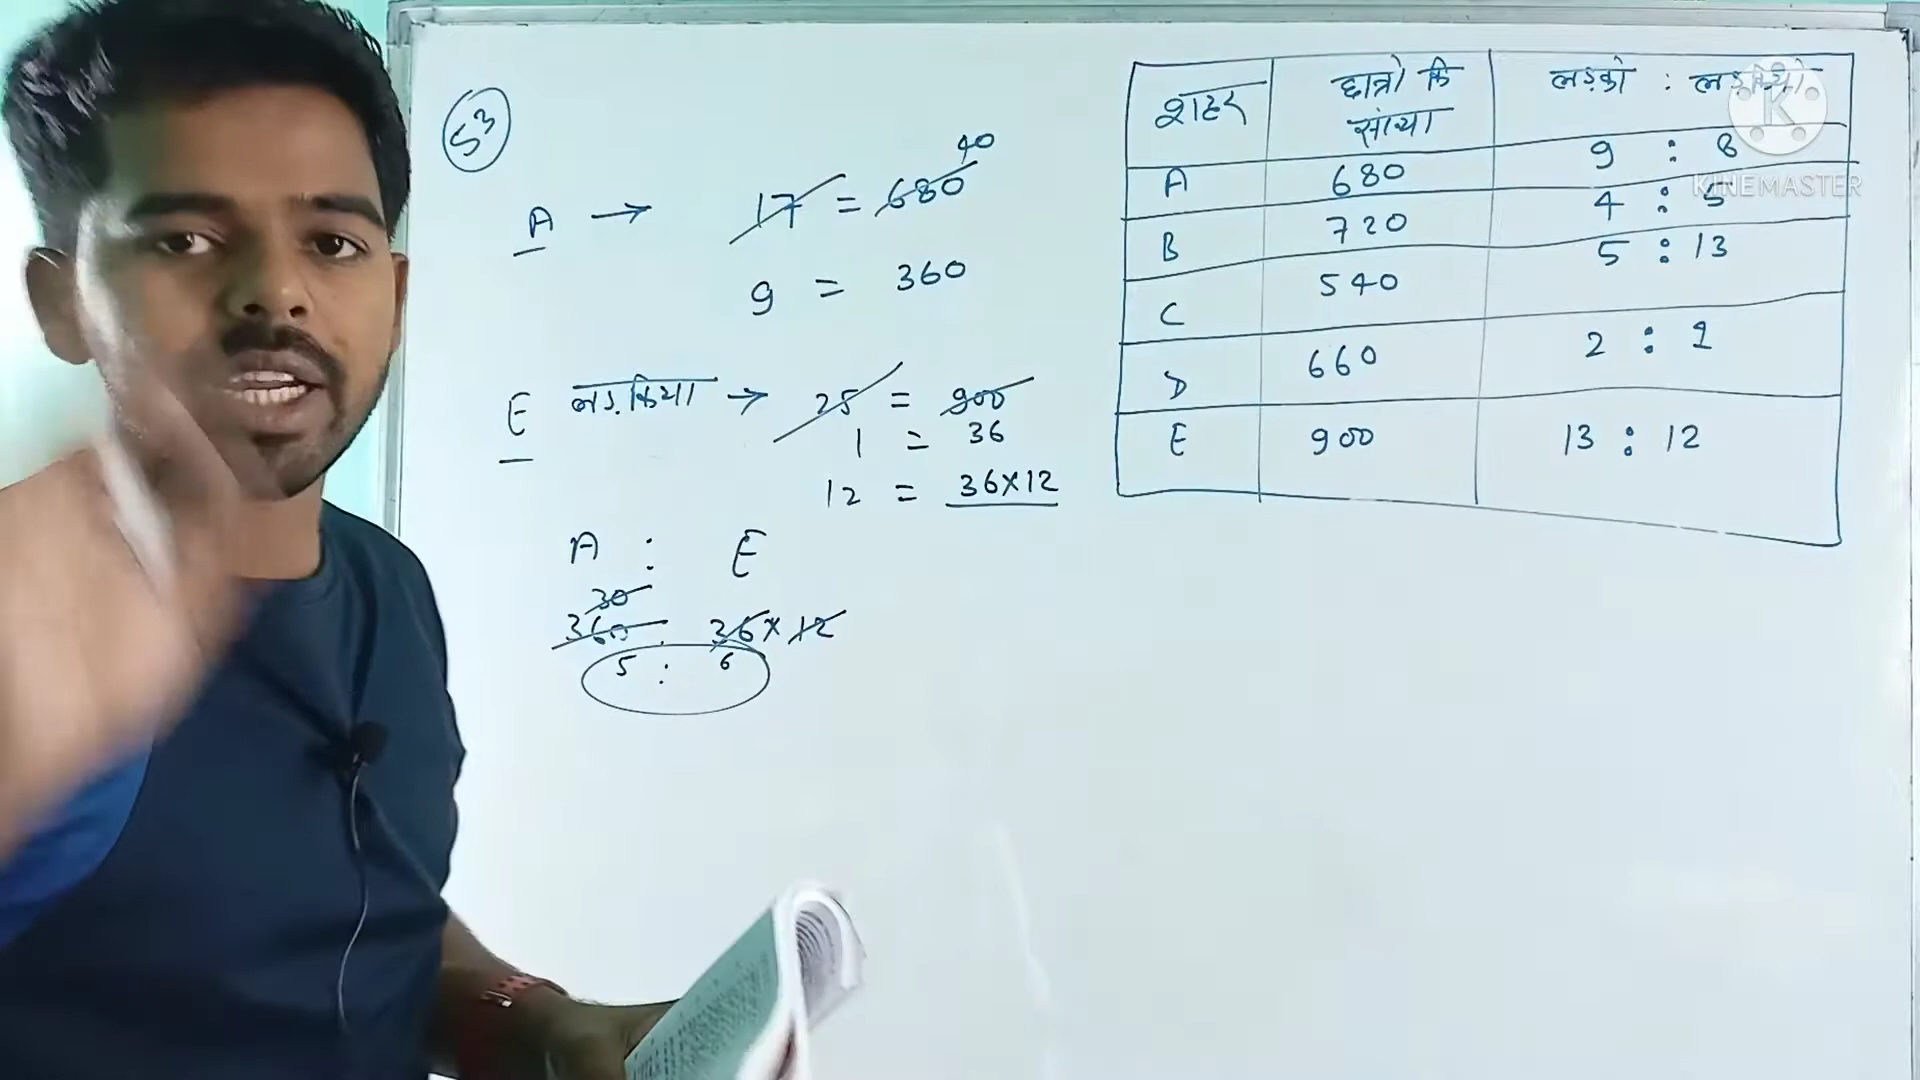 53
A → 17 = 680 40
9 = 360
E लड़किया → 25 = 900
1 = 36
12 = 36×12
A : E
30
360 : 36×12
5 : 6
शहर छात्रो कि सांख्या लड़को : लड़कियो
A 680 9 : 8
B 720 4 : 5
C 540 5 : 13
D 660 2 : 1
E 900 13 : 12
K
KINEMASTER